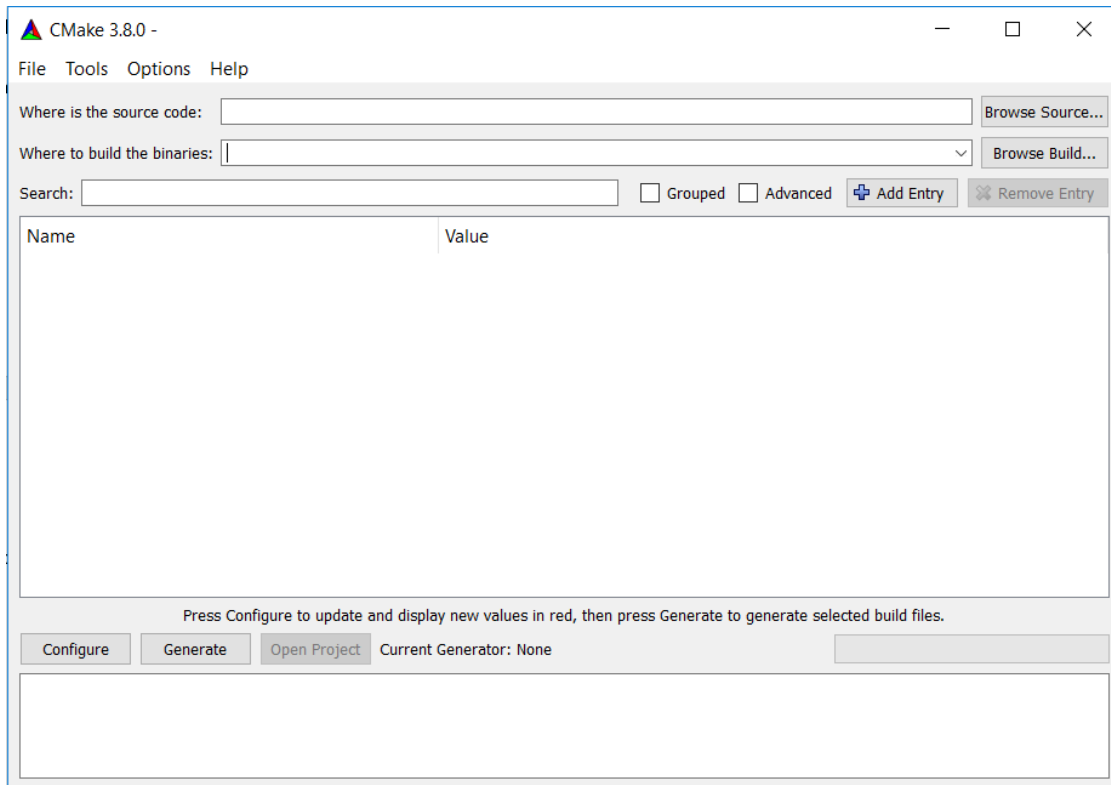 CMake 3.8.0 -
File Tools Options Help
Where is the source code: Browse Source...
Where to build the binaries: Browse Build...
Search: Grouped Advanced Add Entry Remove Entry
Name Value
Press Configure to update and display new values in red, then press Generate to generate selected build files.
Configure Generate Open Project Current Generator: None